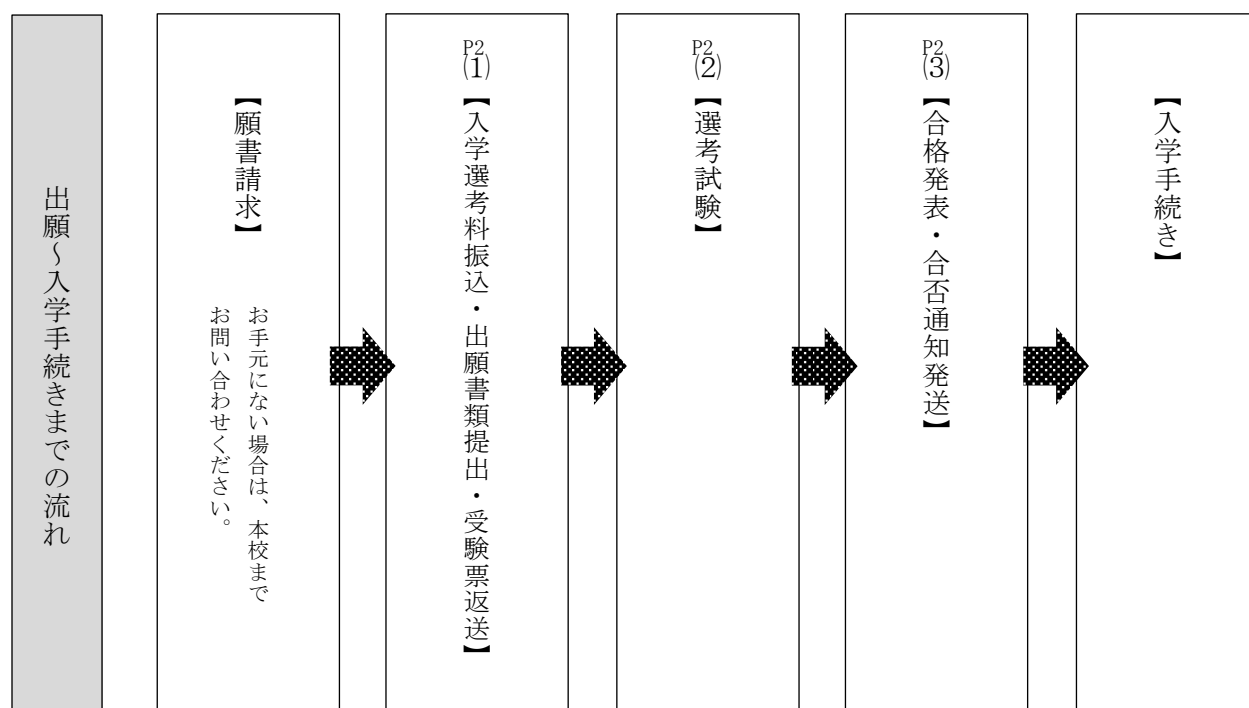 出願～入学手続きまでの流れ
【願書請求】
お手元にない場合は、本校まで
お問い合わせください。
P2
(1)
【入学選考料振込・出願書類提出・受験票返送】
P2
(2)
【選考試験】
P2
(3)
【合格発表・合否通知発送】
【入学手続き】